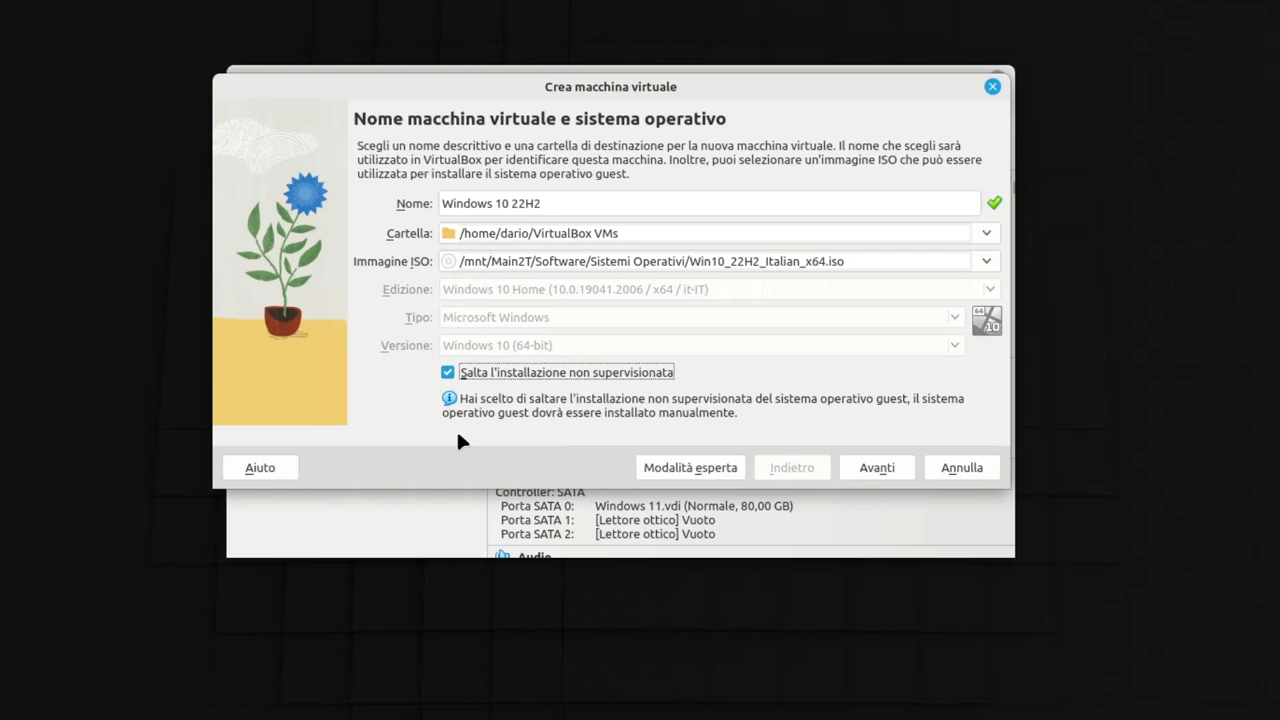 Crea macchina virtuale
Nome macchina virtuale e sistema operativo
Scegli un nome descrittivo e una cartella di destinazione per la nuova macchina virtuale. Il nome che scegli sarà
utilizzato in VirtualBox per identificare questa macchina. Inoltre, puoi selezionare un'immagine ISO che può essere
utilizzata per installare il sistema operativo guest.
Nome: Windows 10 22H2
Cartella: /home/dario/VirtualBox VMs
Immagine ISO: /mnt/Main2T/Software/Sistemi Operativi/Win10_22H2_Italian_x64.iso
Edizione: Windows 10 Home (10.0.19041.2006 / x64 / it-IT)
Tipo: Microsoft Windows
64
10
Versione: Windows 10 (64-bit)
Salta l'installazione non supervisionata
Hai scelto di saltare l'installazione non supervisionata del sistema operativo guest, il sistema
operativo guest dovrà essere installato manualmente.
Aiuto Modalità esperta Indietro Avanti Annulla
Controller: SATA
Porta SATA 0: Windows 11.vdi (Normale, 80,00 GB)
Porta SATA 1: [Lettore ottico] Vuoto
Porta SATA 2: [Lettore ottico] Vuoto
Audio